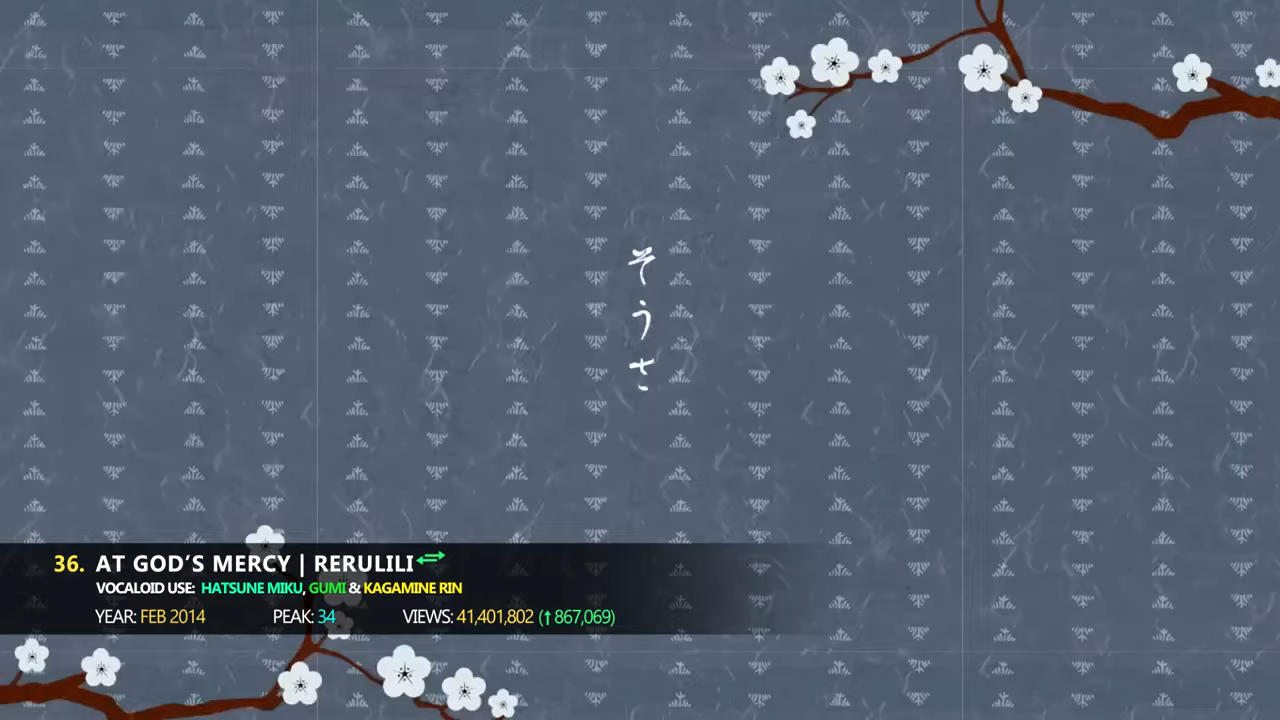 そうさ
36. AT GOD'S MERCY | RERULILI
VOCALOID USE: HATSUNE MIKU, GUMI & KAGAMINE RIN
YEAR: FEB 2014 PEAK: 34 VIEWS: 41,401,802 (↑867,069)